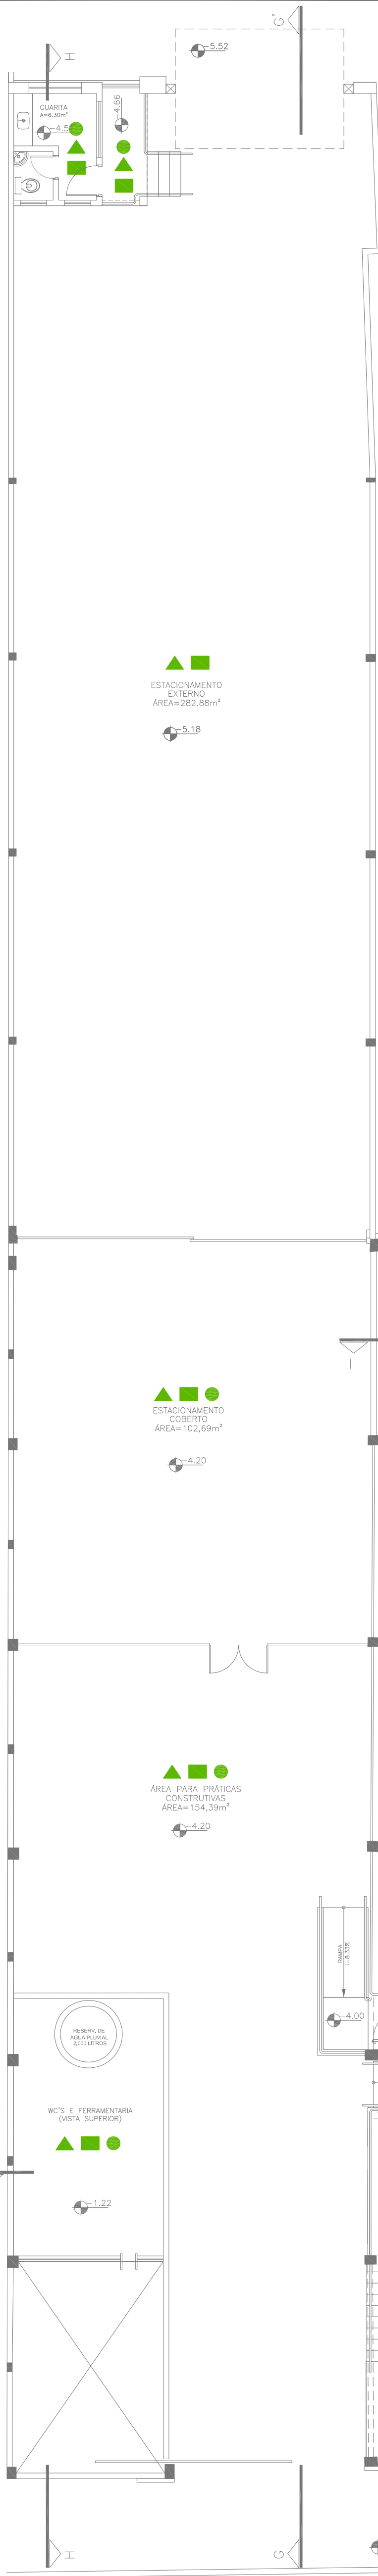 G'
-5.52
H
GUARITA
A=6.30m²
-4.66
ESTACIONAMENTO
EXTERNO
ÁREA=282.88m²
-5.18
I
ESTACIONAMENTO
COBERTO
ÁREA=102,69m²
-4.20
ÁREA PARA PRÁTICAS
CONSTRUTIVAS
ÁREA=154,39m²
-4.20
RAMPA
i=8.33%
-4.00
RESERV. DE
ÁGUA PLUVIAL
2,000 LITROS
WC'S E FERRAMENTARIA
(VISTA SUPERIOR)
-1.22
H
G